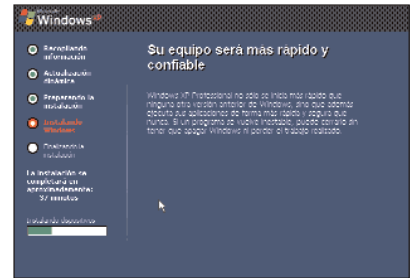 Windows xp
Recopilando
información
Actualización
dinámica
Preparando la
instalación
Instalando
Windows
Finalizando la
instalación
La instalación se
completará en
aproximadamente:
37 minutos
Instalando dispositivos
Su equipo será más rápido y
confiable
Windows XP Professional no sólo se inicia más rápido que
ninguna otra versión anterior de Windows, sino que además
ejecuta sus aplicaciones de forma más rápida y segura que
nunca. Si un programa se vuelve inestable, puede cerrarlo sin
tener que apagar Windows ni perder el trabajo realizado.